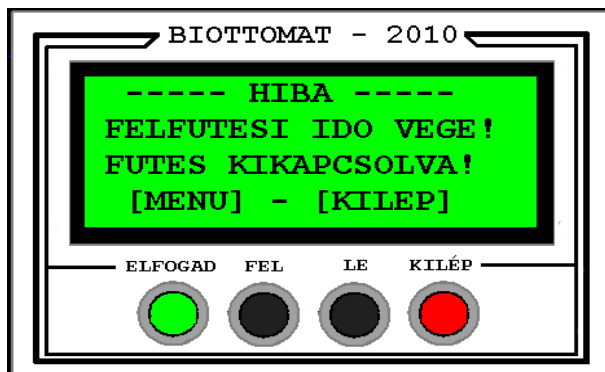 BIOTTOMAT - 2010
----- HIBA -----
FELFUTESI IDO VEGE!
FUTES KIKAPCSOLVA!
[MENU] - [KILEP]
ELFOGAD FEL LE KILÉP